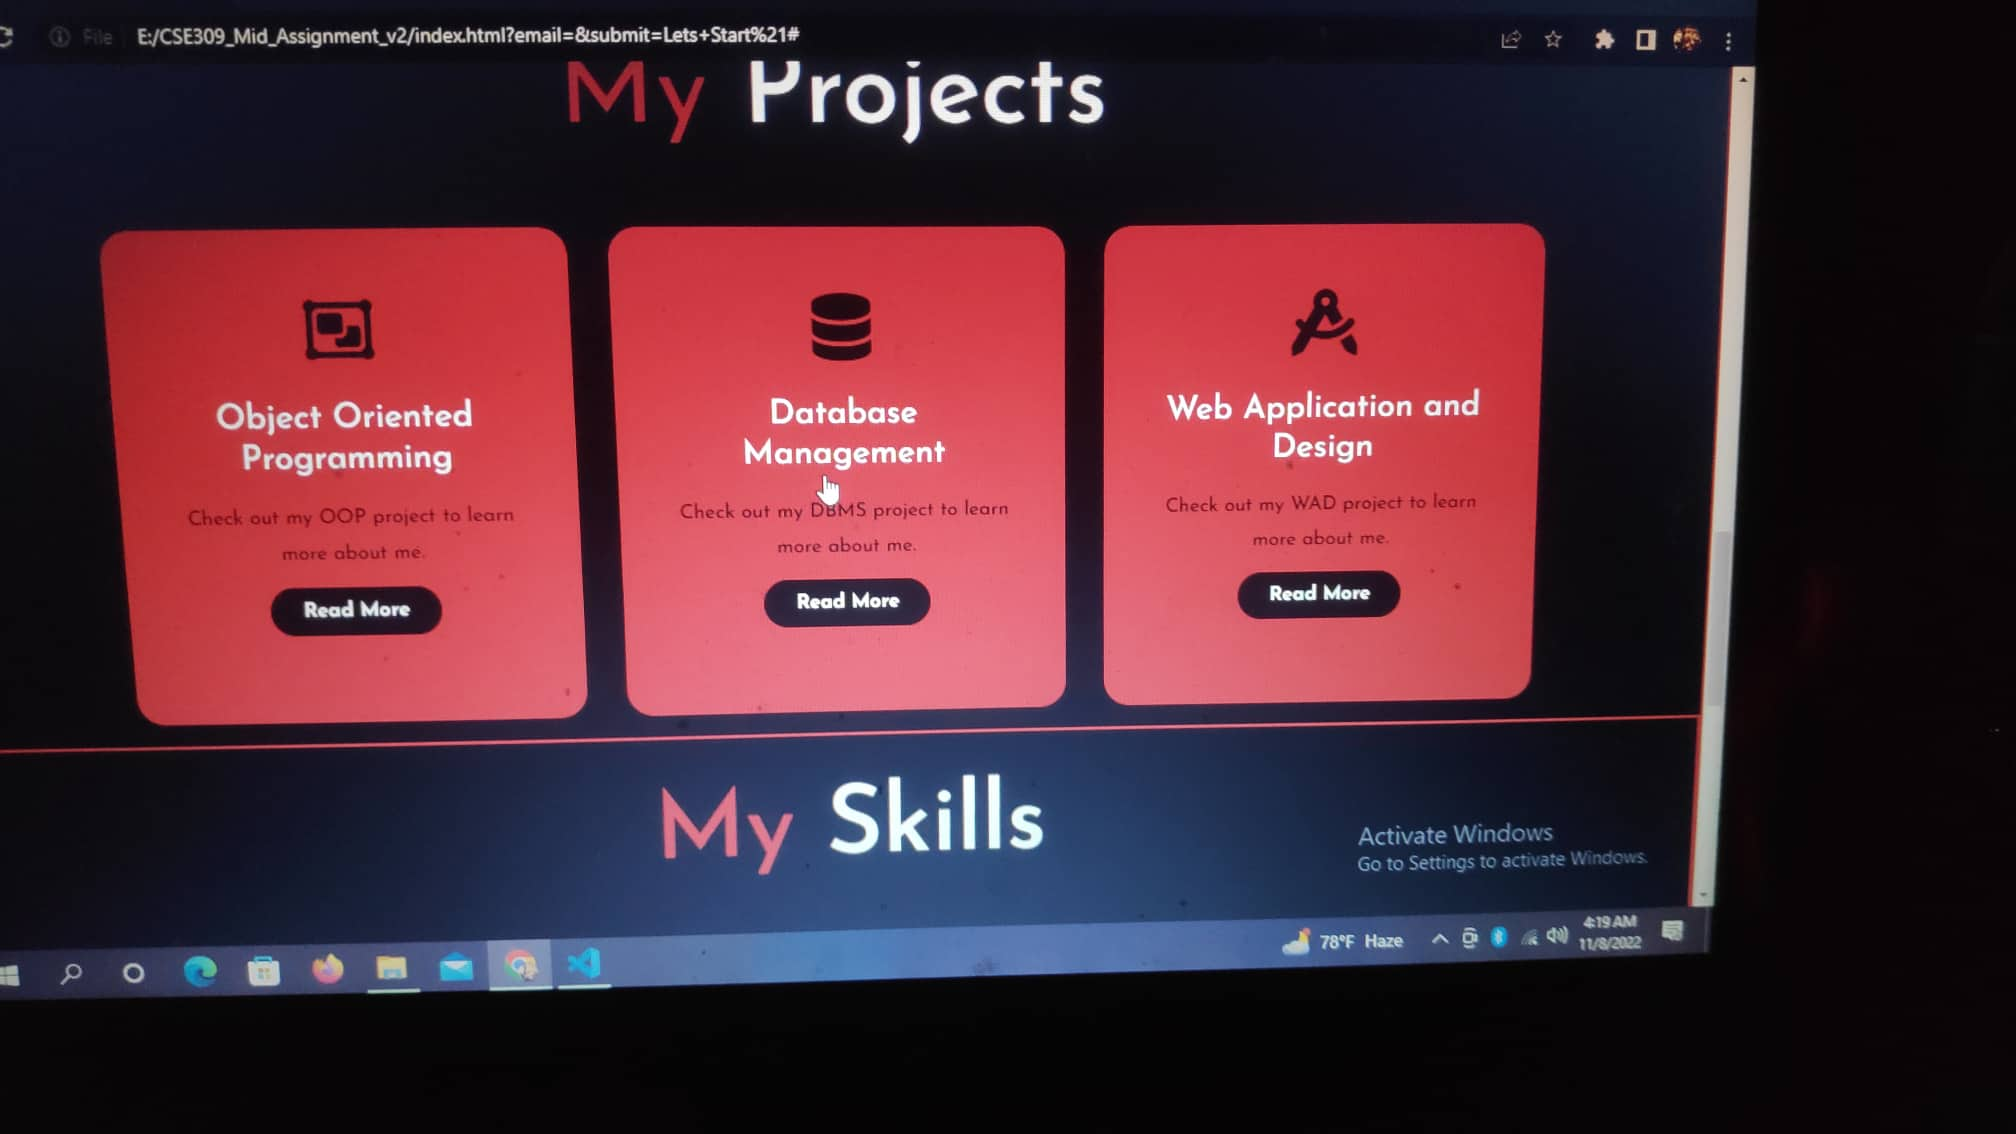 File E:/CSE309_Mid_Assignment_v2/index.html?email=&submit=Lets+Start%21#
My Projects
Object Oriented
Programming
Check out my OOP project to learn
more about me.
Read More
Database
Management
Check out my DBMS project to learn
more about me.
Read More
Web Application and
Design
Check out my WAD project to learn
more about me.
Read More
My Skills
Activate Windows
Go to Settings to activate Windows.
78°F Haze
4:19 AM
11/8/2022